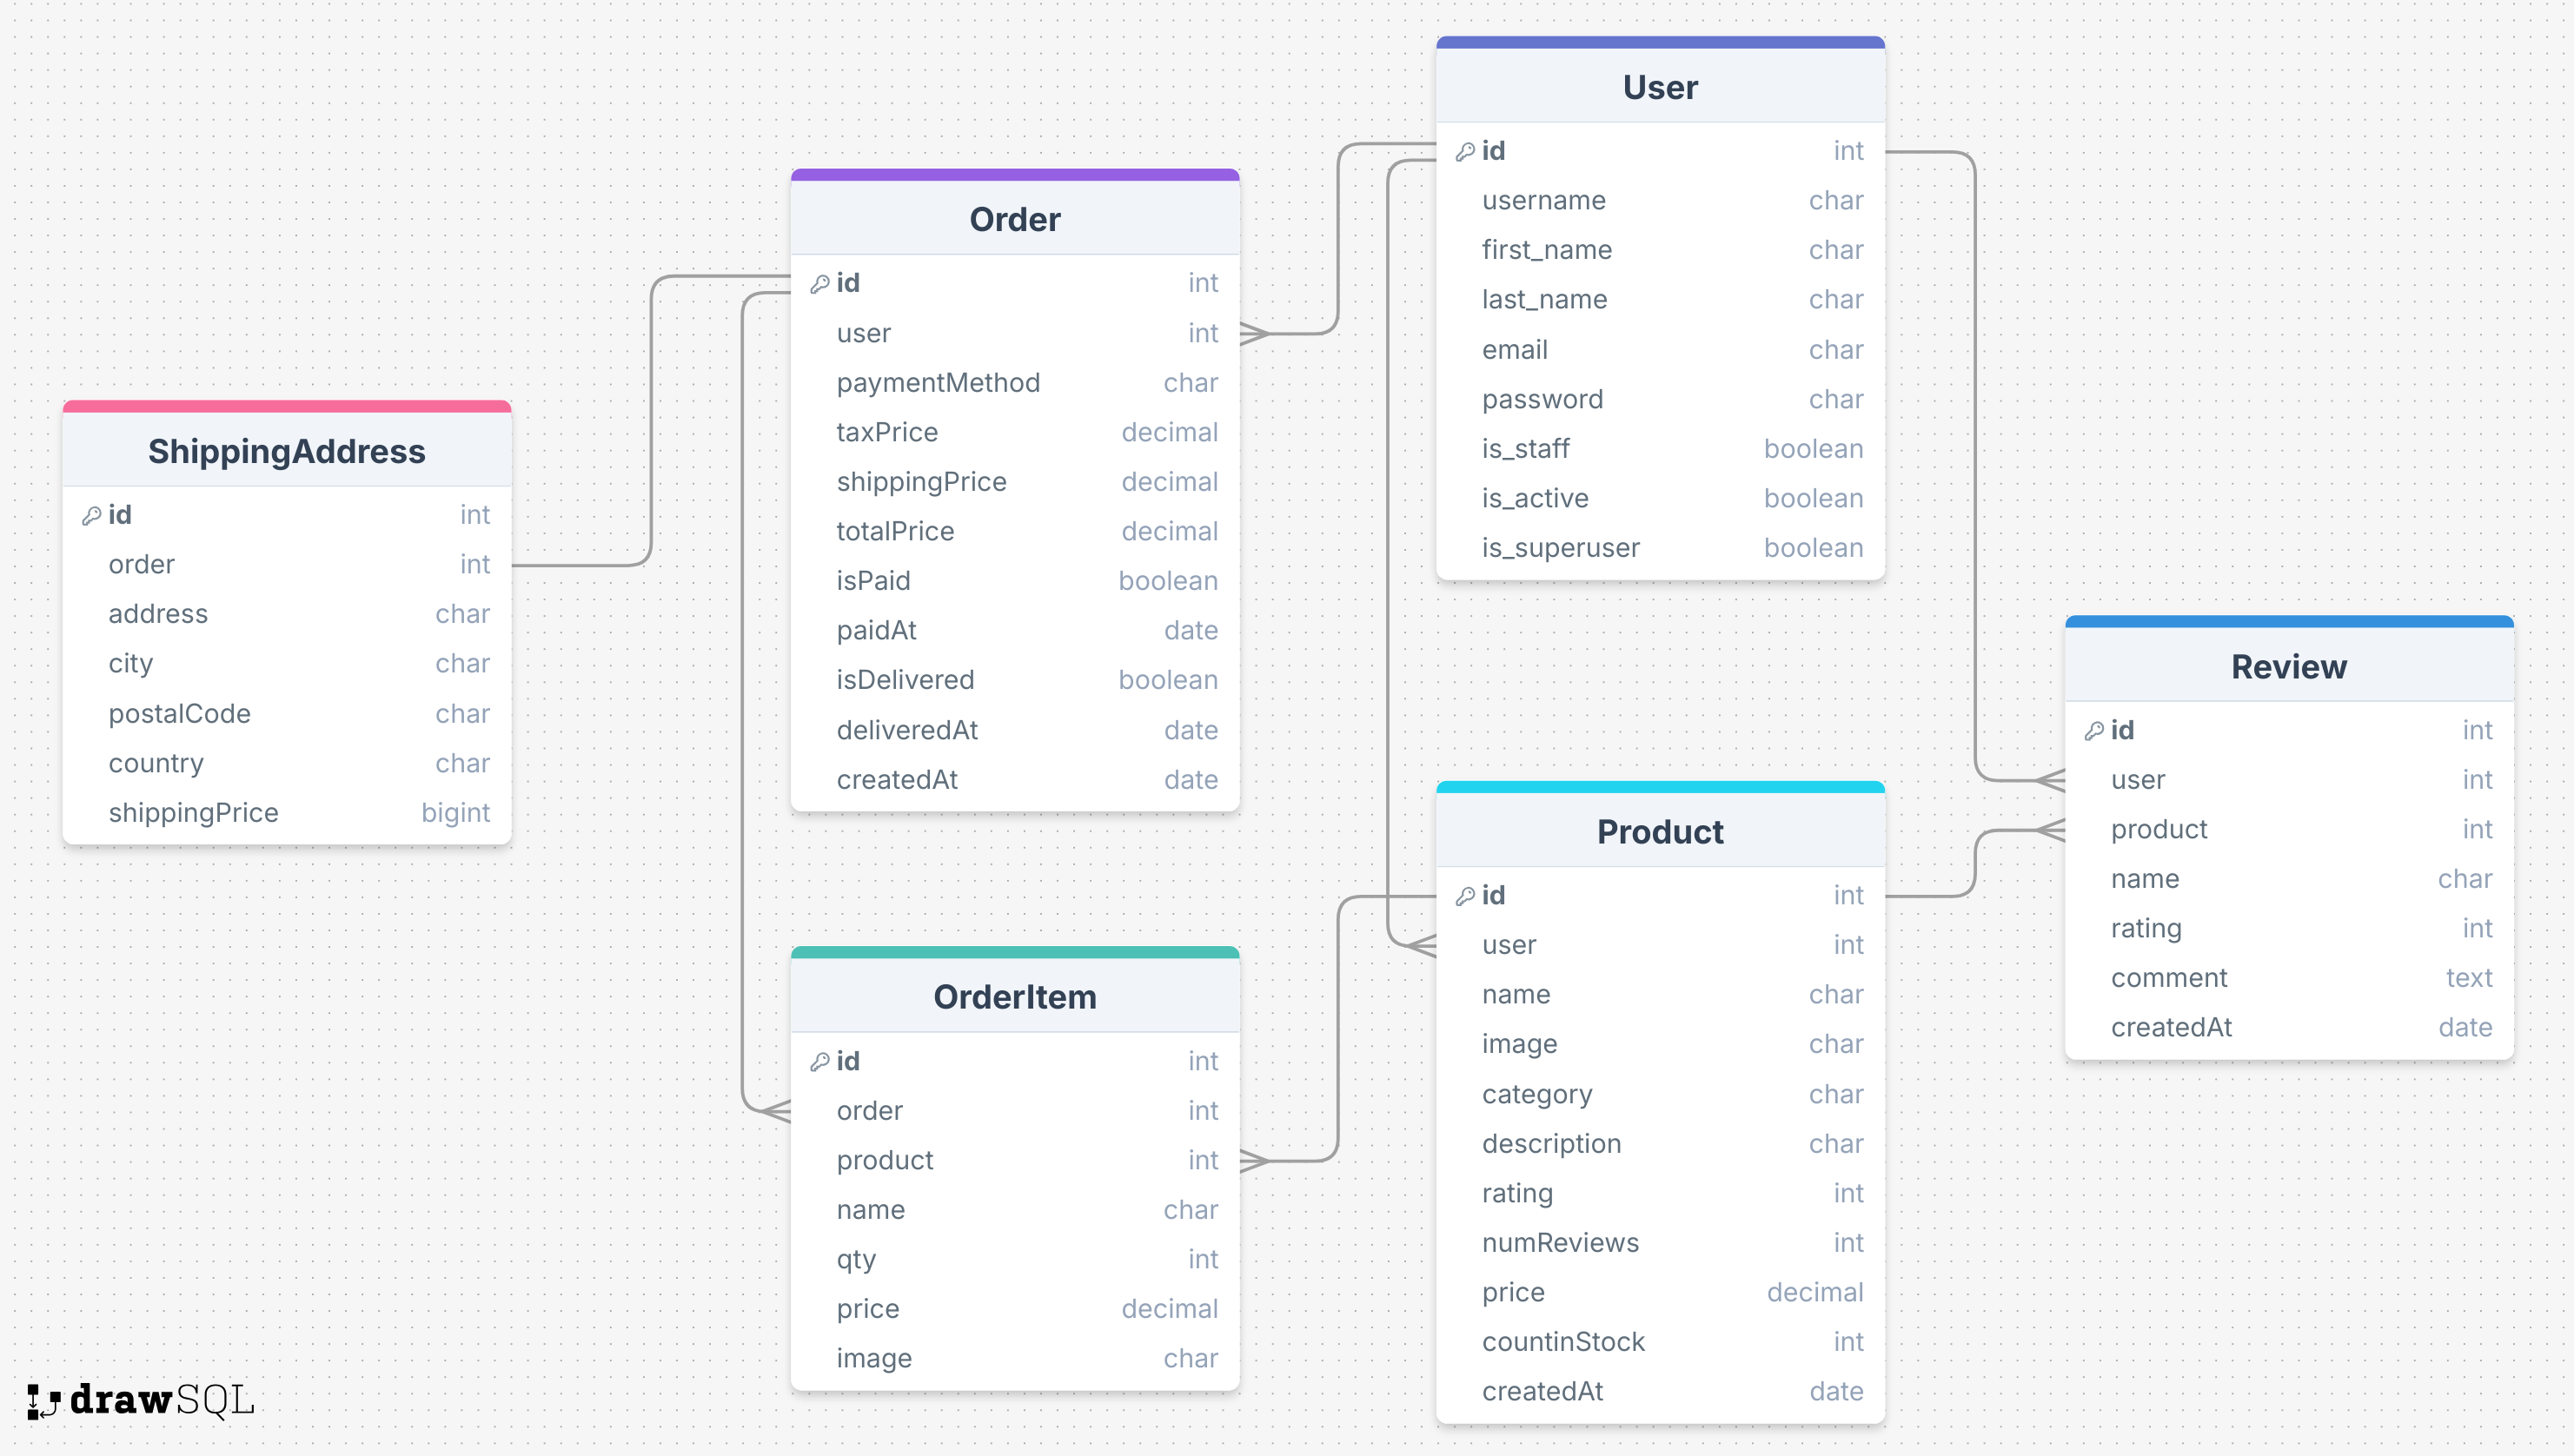 ShippingAddress
id int
order int
address char
city char
postalCode char
country char
shippingPrice bigint
Order
id int
user int
paymentMethod char
taxPrice decimal
shippingPrice decimal
totalPrice decimal
isPaid boolean
paidAt date
isDelivered boolean
deliveredAt date
createdAt date
OrderItem
id int
order int
product int
name char
qty int
price decimal
image char
User
id int
username char
first_name char
last_name char
email char
password char
is_staff boolean
is_active boolean
is_superuser boolean
Product
id int
user int
name char
image char
category char
description char
rating int
numReviews int
price decimal
countinStock int
createdAt date
Review
id int
user int
product int
name char
rating int
comment text
createdAt date
drawSQL